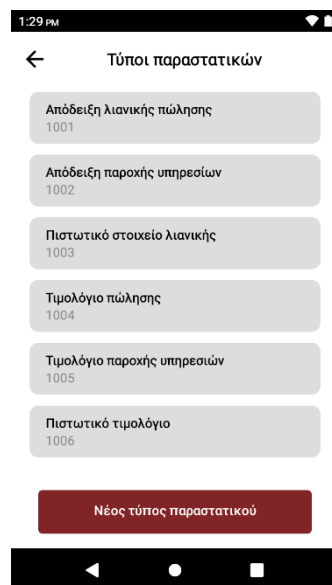 1:29 PM
Τύποι παραστατικών
Απόδειξη λιανικής πώλησης
1001
Απόδειξη παροχής υπηρεσίων
1002
Πιστωτικό στοιχείο λιανικής
1003
Τιμολόγιο πώλησης
1004
Τιμολόγιο παροχής υπηρεσιών
1005
Πιστωτικό τιμολόγιο
1006
Νέος τύπος παραστατικού